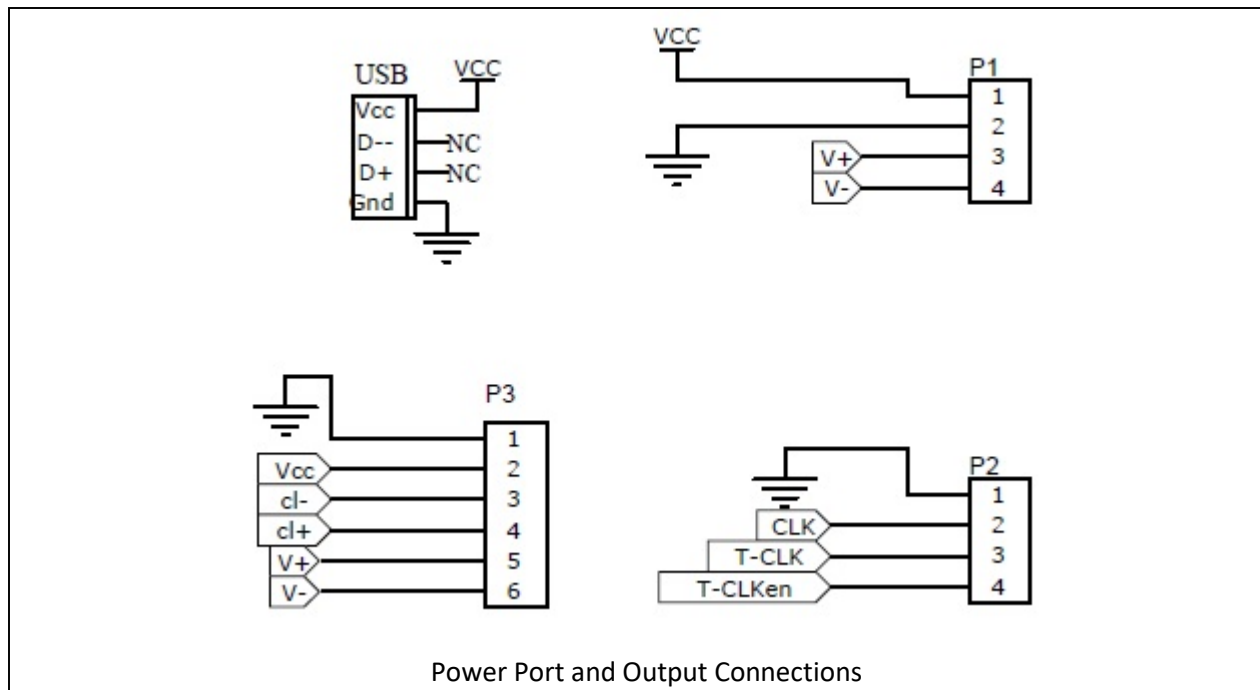 USB
VCC
Vcc
D--
NC
D+
NC
Gnd
VCC
P1
1
2
V+
3
V-
4
P3
1
Vcc
2
cl-
3
cl+
4
V+
5
V-
6
P2
1
CLK
2
T-CLK
3
T-CLKen
4
Power Port and Output Connections